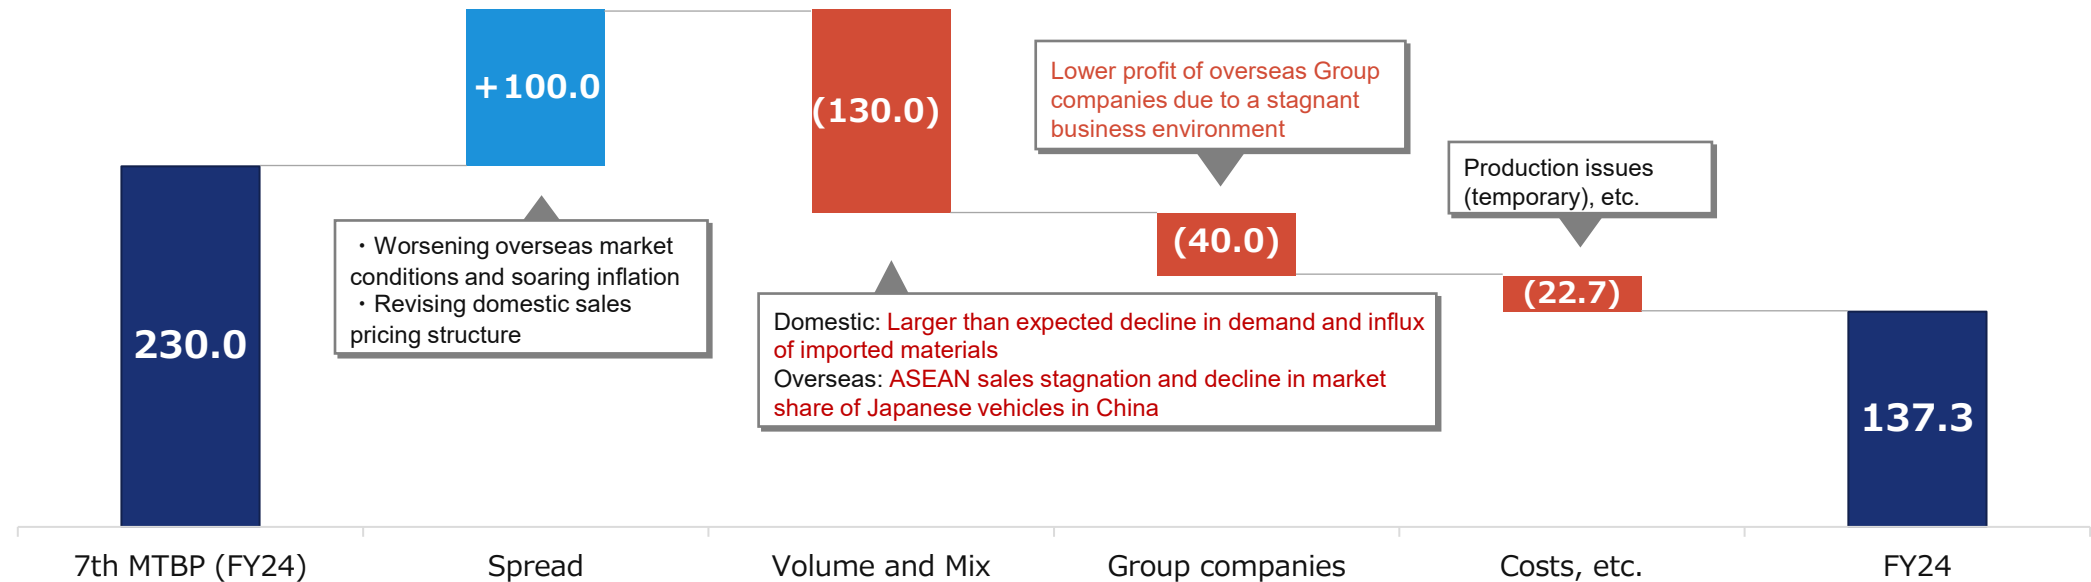 +100.0
(130.0)
Lower profit of overseas Group
companies due to a stagnant
business environment
Production issues
(temporary), etc.
・Worsening overseas market
conditions and soaring inflation
・Revising domestic sales
pricing structure
(40.0)
(22.7)
Domestic: Larger than expected decline in demand and influx
of imported materials
Overseas: ASEAN sales stagnation and decline in market
share of Japanese vehicles in China
230.0
137.3
7th MTBP (FY24)
Spread
Volume and Mix
Group companies
Costs, etc.
FY24